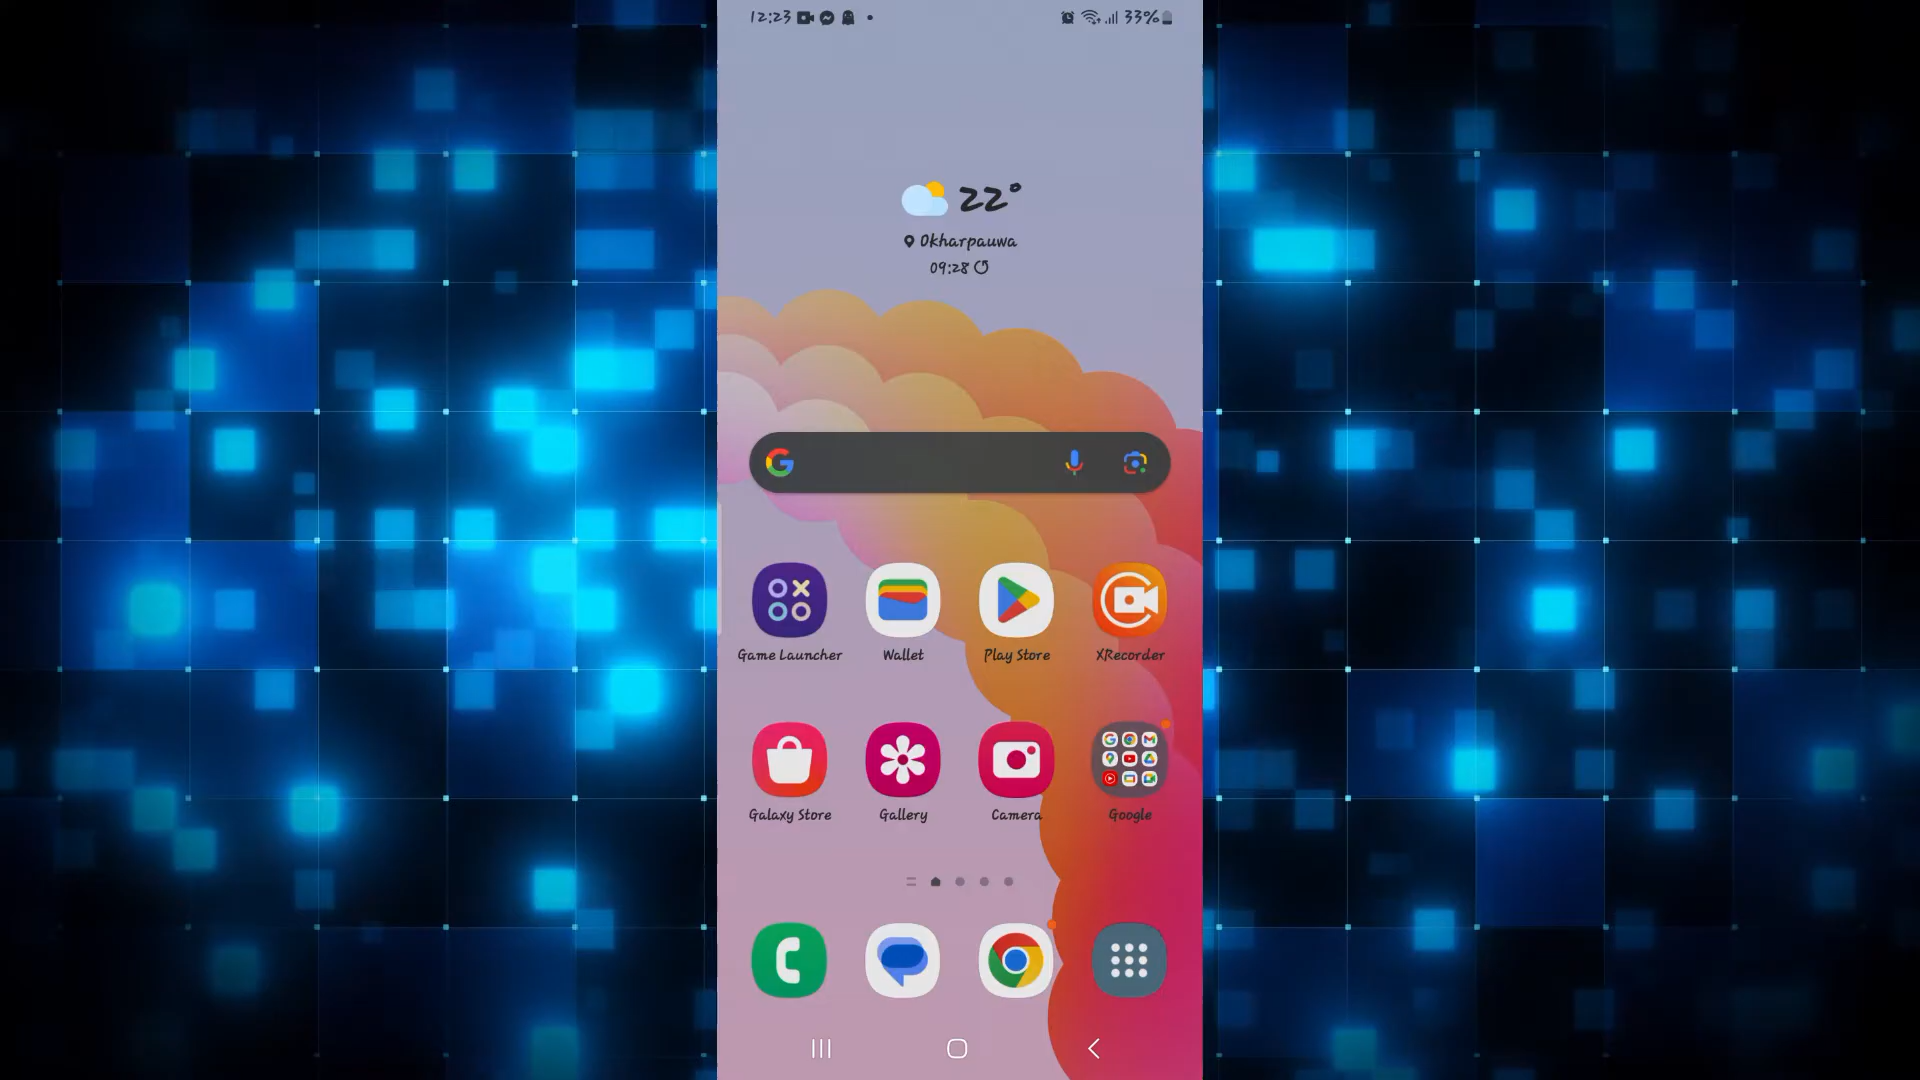 12:23
33%
22°
Okharpauwa
09:28
Game Launcher
Wallet
Play Store
XRecorder
Galaxy Store
Gallery
Camera
Google